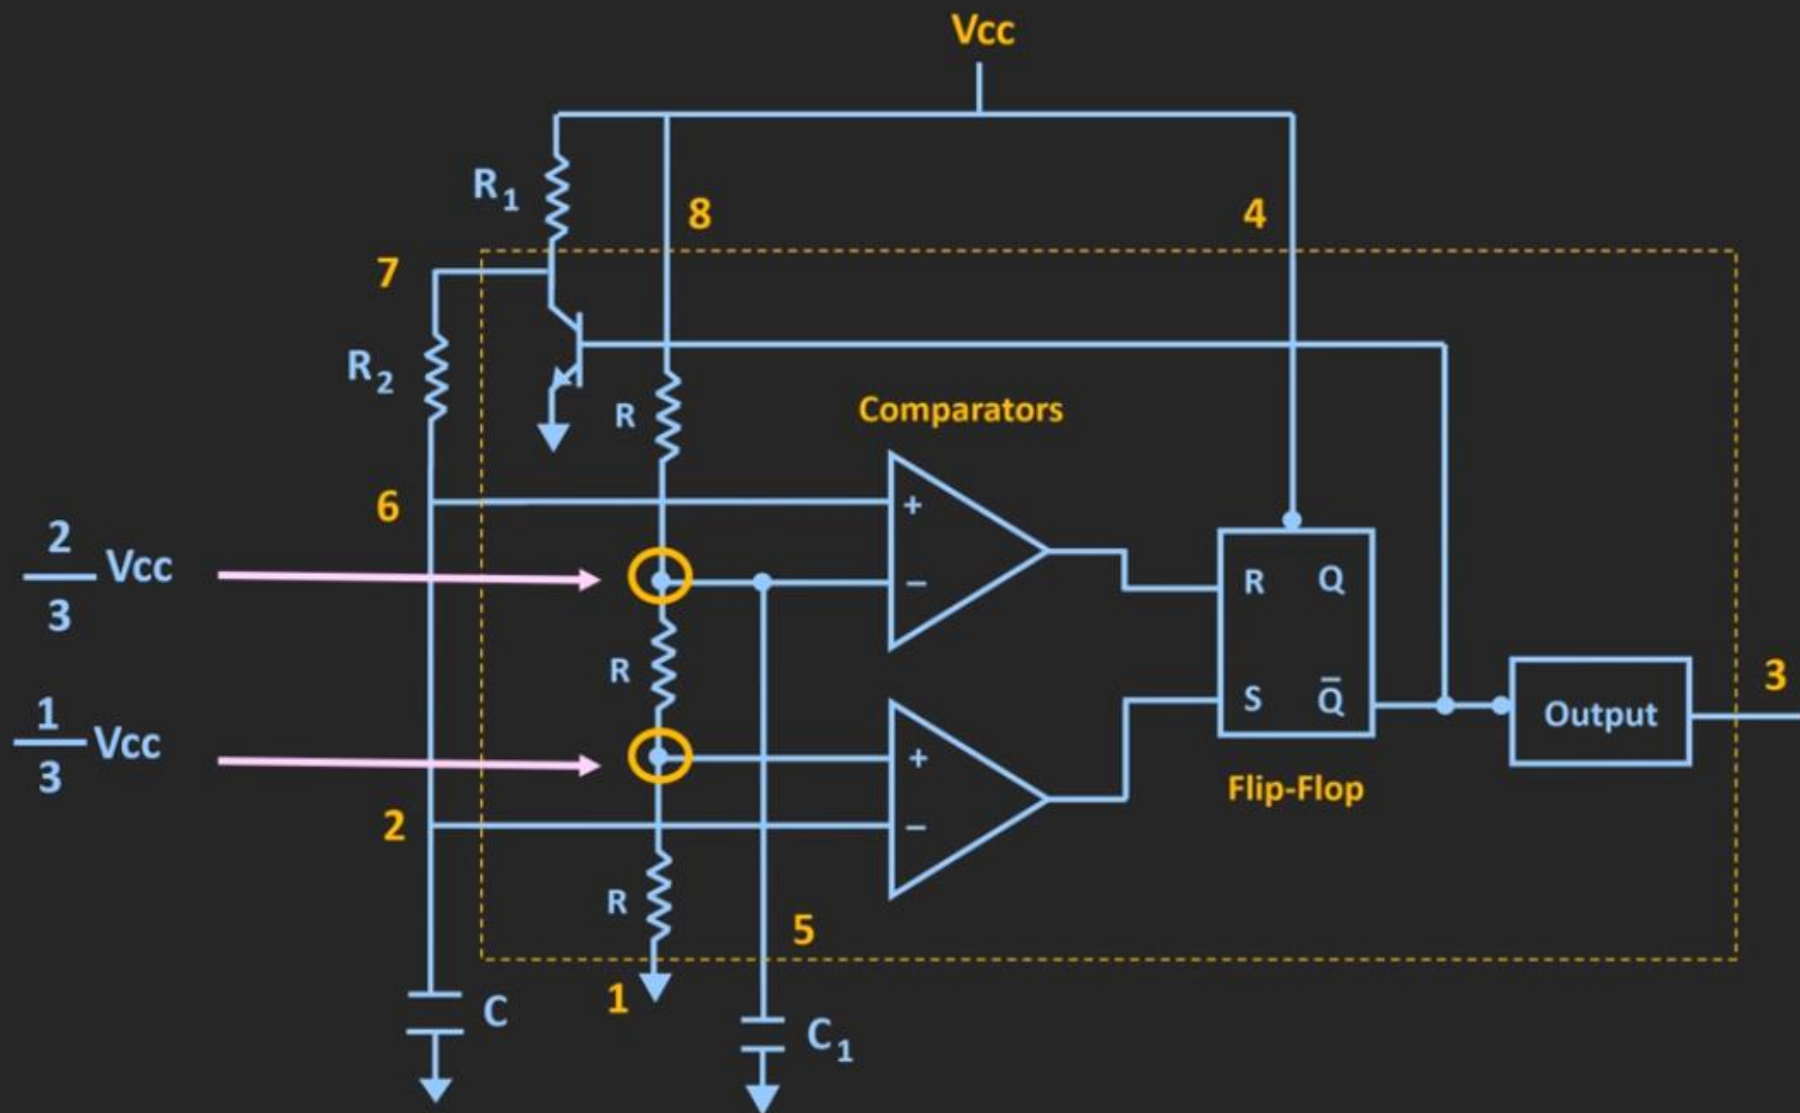 Vcc
R1
8
4
7
R2
R
Comparators
6
+
2/3 Vcc
−
R Q
R
3
1/3 Vcc
S Q̄
Output
+
Flip-Flop
2
−
R
5
1
C
C1